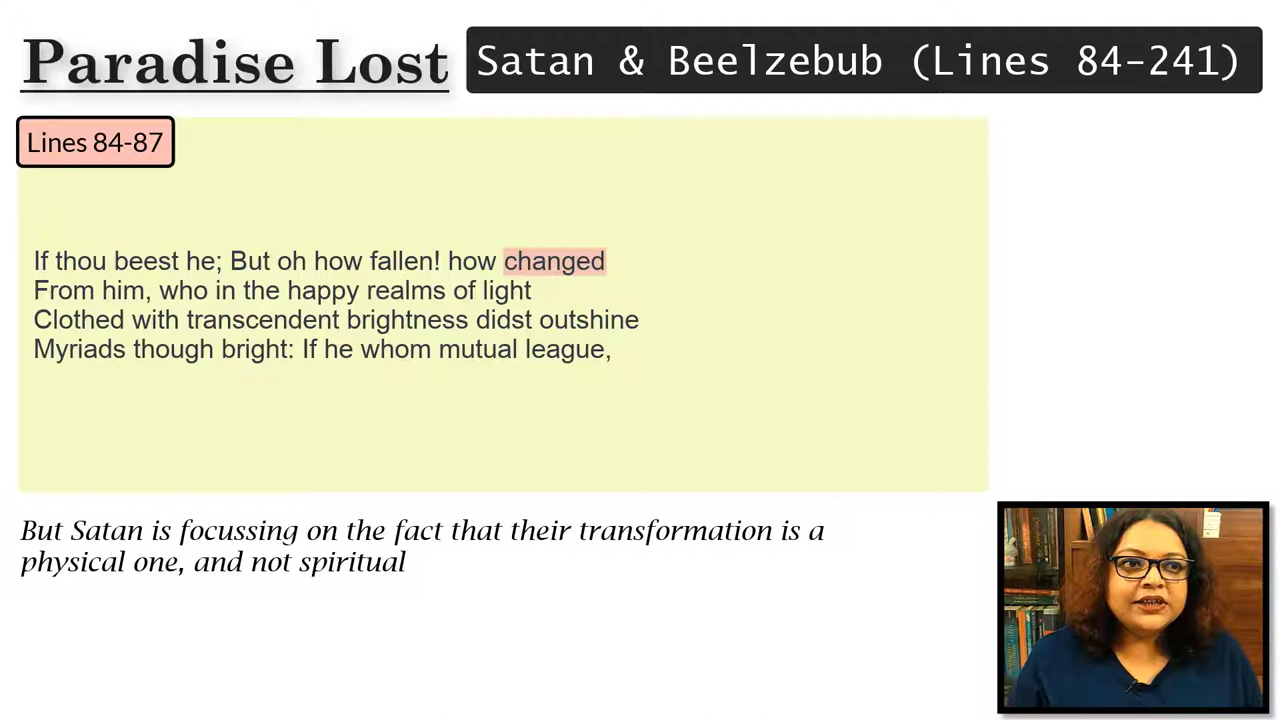 Paradise Lost
Satan & Beelzebub (Lines 84-241)
Lines 84-87
If thou beest he; But oh how fallen! how changed
From him, who in the happy realms of light
Clothed with transcendent brightness didst outshine
Myriads though bright: If he whom mutual league,
But Satan is focussing on the fact that their transformation is a
physical one, and not spiritual